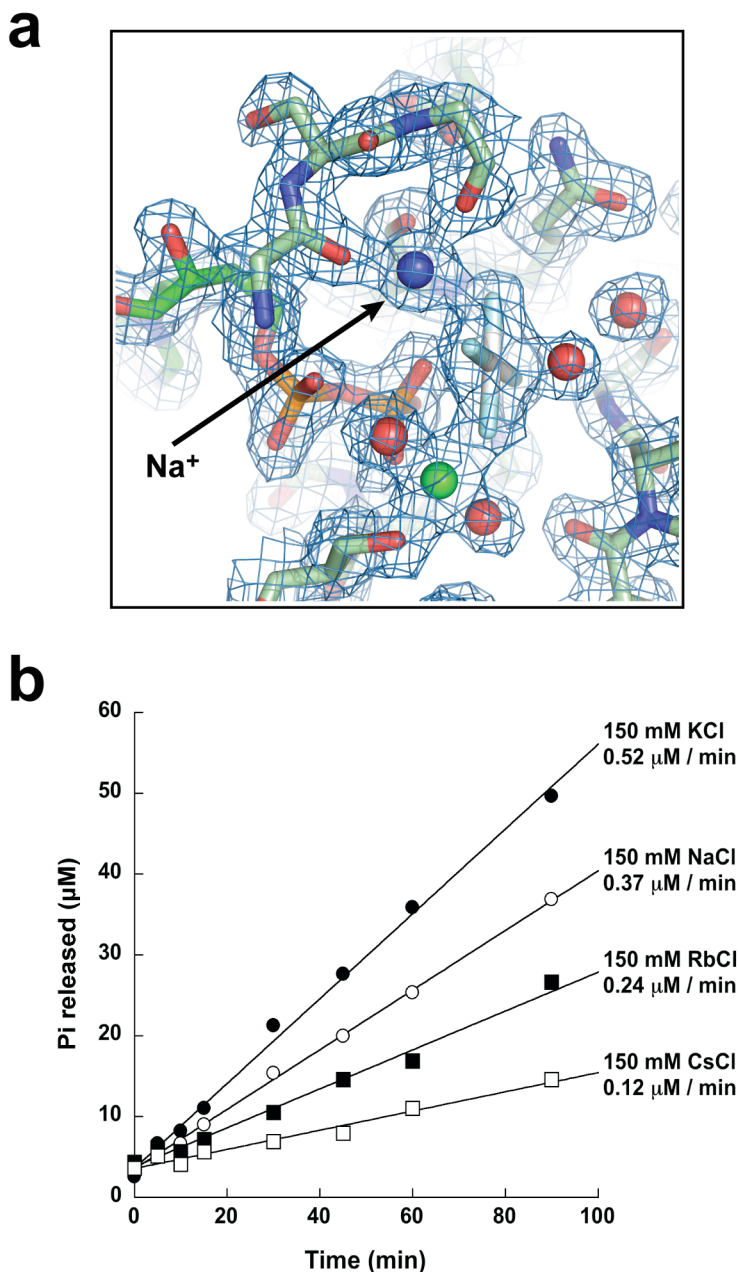 a
Na⁺
b
60
50
40
30
20
10
0
Pi released (µM)
0
20
40
60
80
100
Time (min)
150 mM KCl
0.52 µM / min
150 mM NaCl
0.37 µM / min
150 mM RbCl
0.24 µM / min
150 mM CsCl
0.12 µM / min